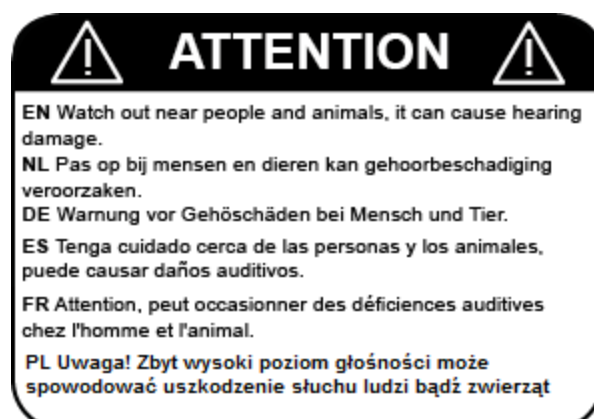 ATTENTION
EN Watch out near people and animals, it can cause hearing
damage.
NL Pas op bij mensen en dieren kan gehoorbeschadiging
veroorzaken.
DE Warnung vor Gehöschäden bei Mensch und Tier.
ES Tenga cuidado cerca de las personas y los animales,
puede causar daños auditivos.
FR Attention, peut occasionner des déficiences auditives
chez l'homme et l'animal.
PL Uwaga! Zbyt wysoki poziom głośności może
spowodować uszkodzenie słuchu ludzi bądź zwierząt